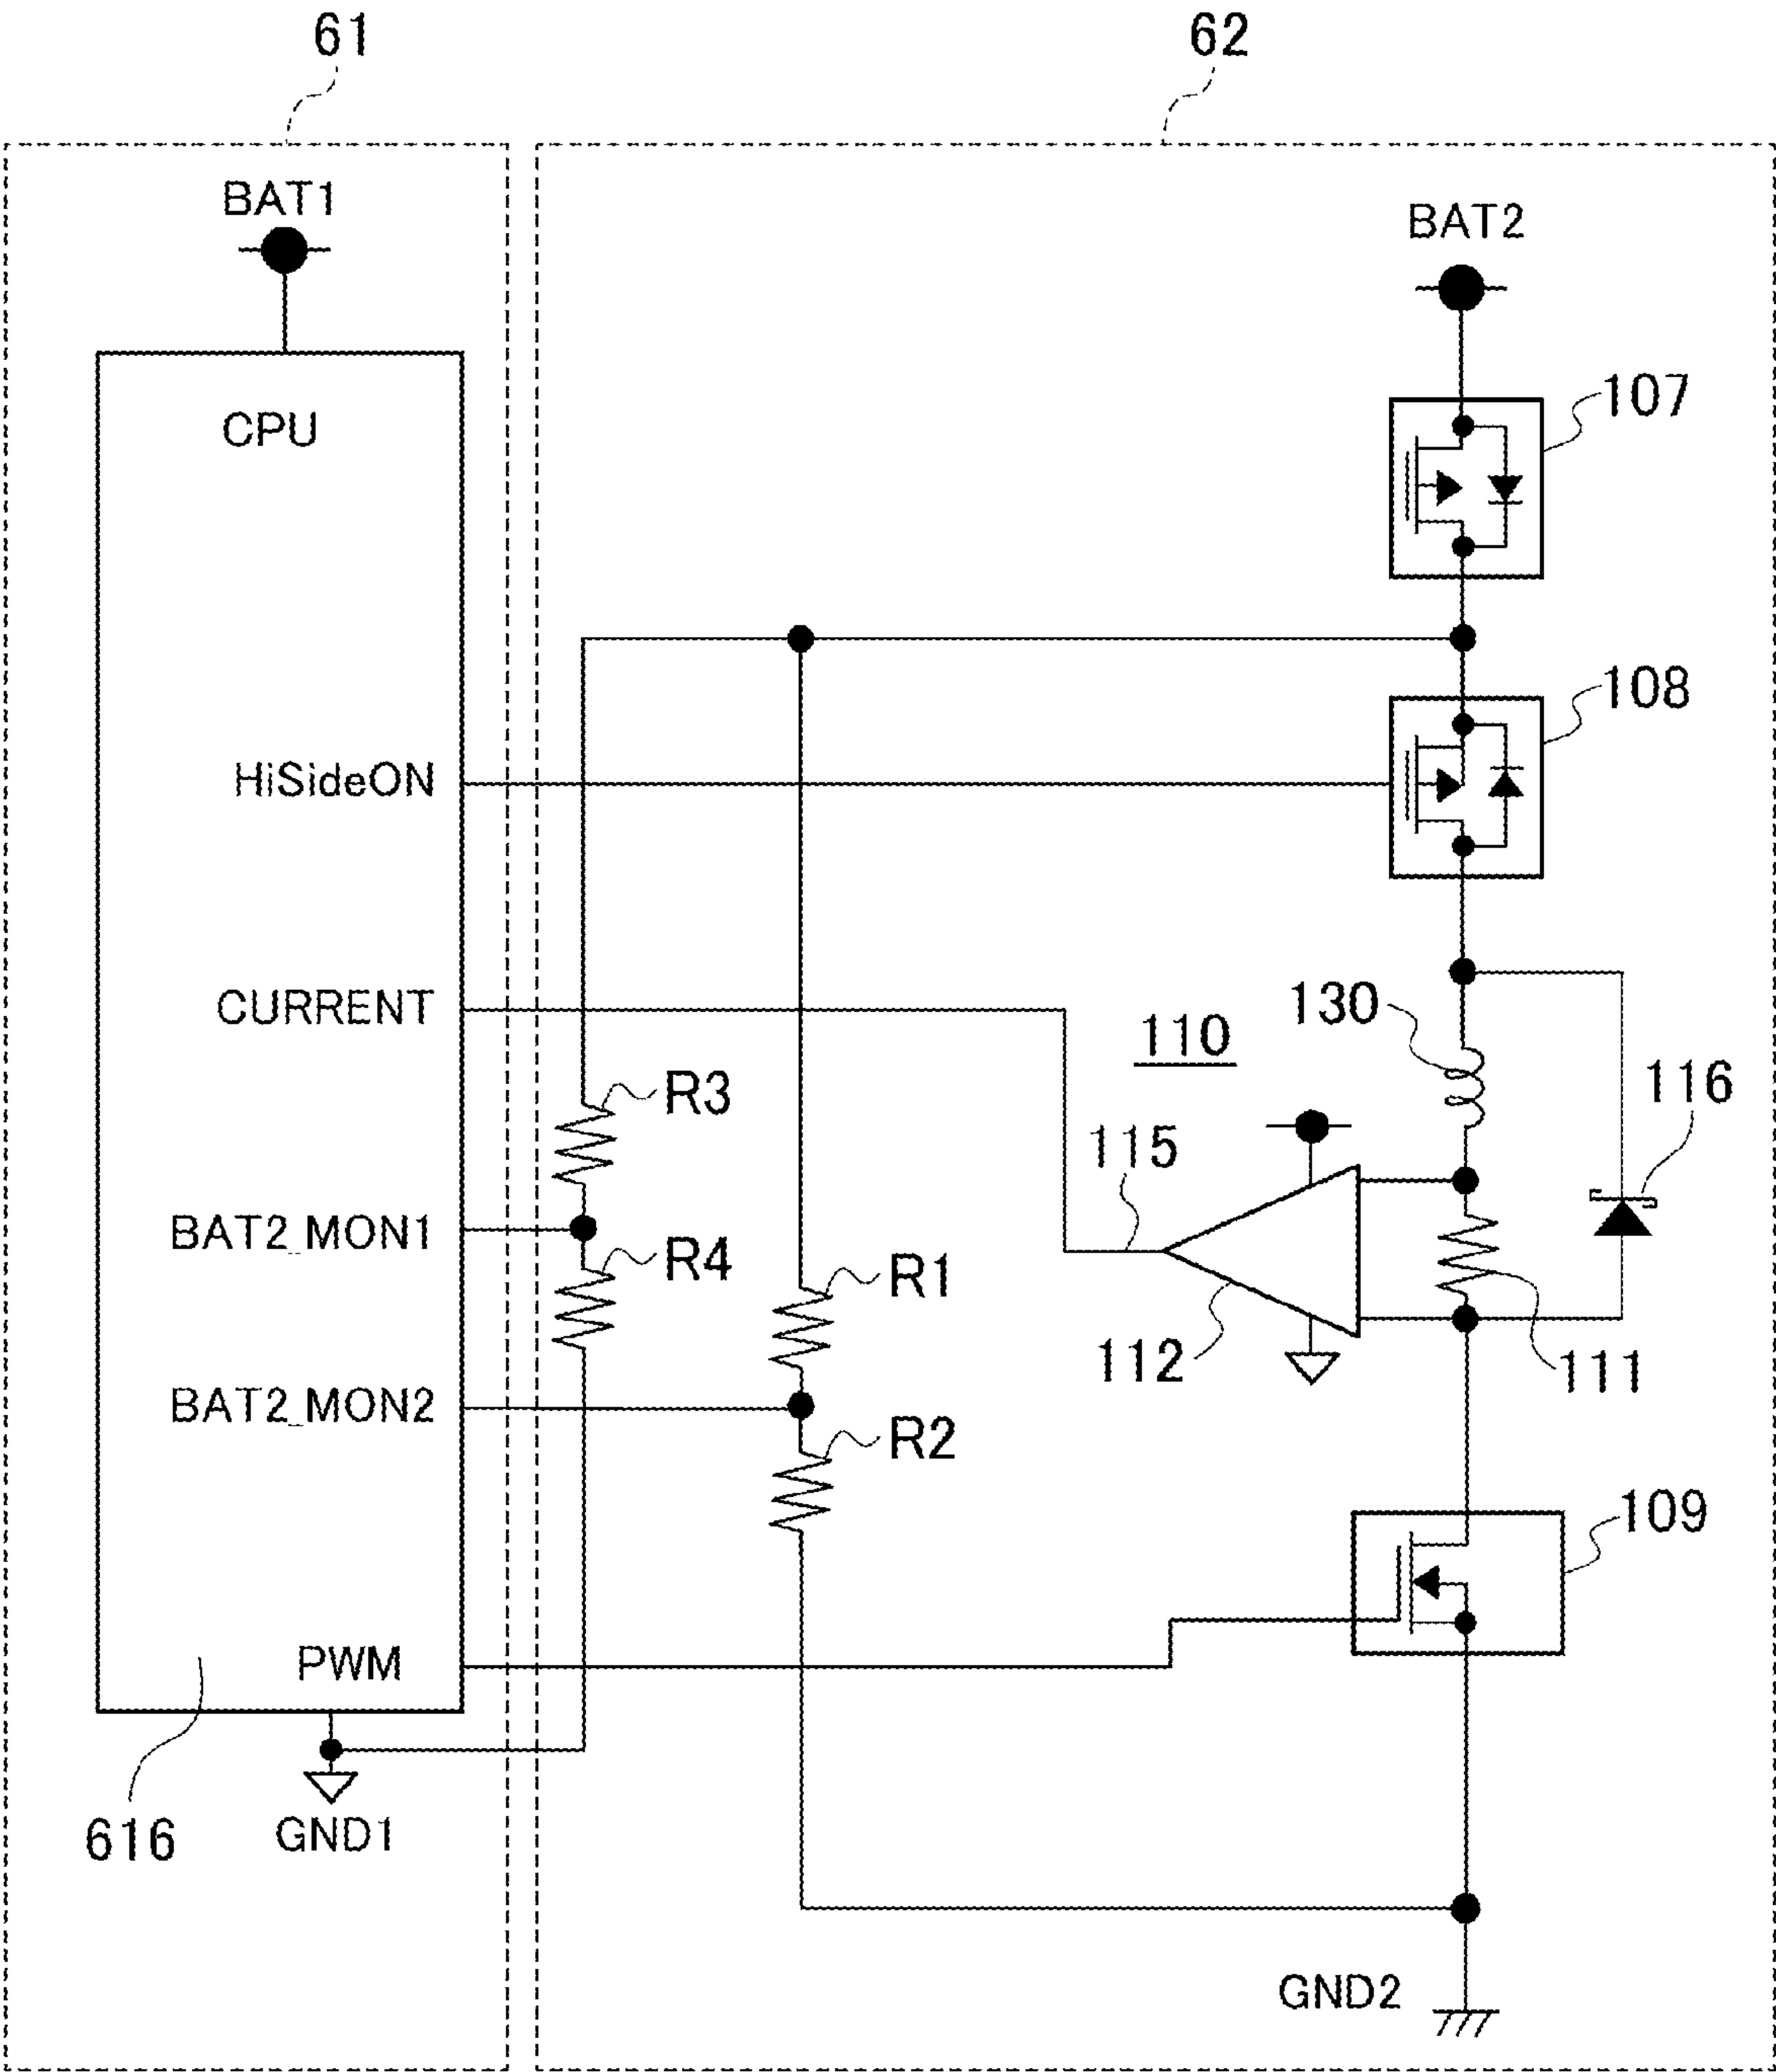 61
62
BAT1
BAT2
107
CPU
108
HiSideON
CURRENT
130
110
R3
116
115
BAT2_MON1
R4
R1
112
111
BAT2_MON2
R2
109
PWM
616
GND1
GND2